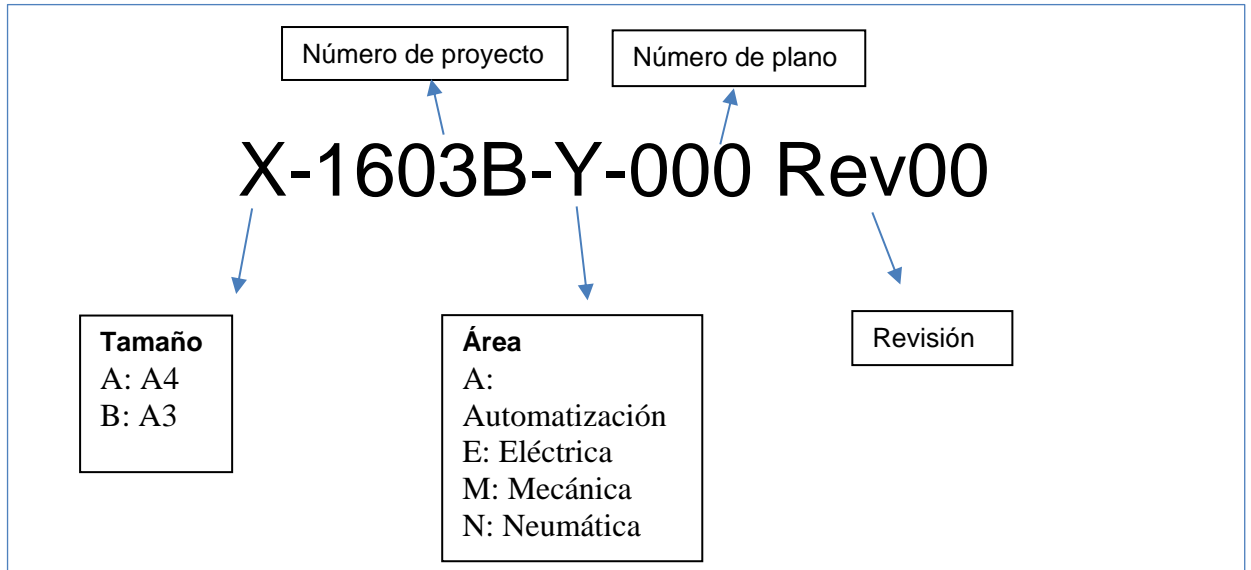 Número de proyecto
Número de plano
X-1603B-Y-000 Rev00
Tamaño
A: A4
B: A3
Área
A:
Automatización
E: Eléctrica
M: Mecánica
N: Neumática
Revisión